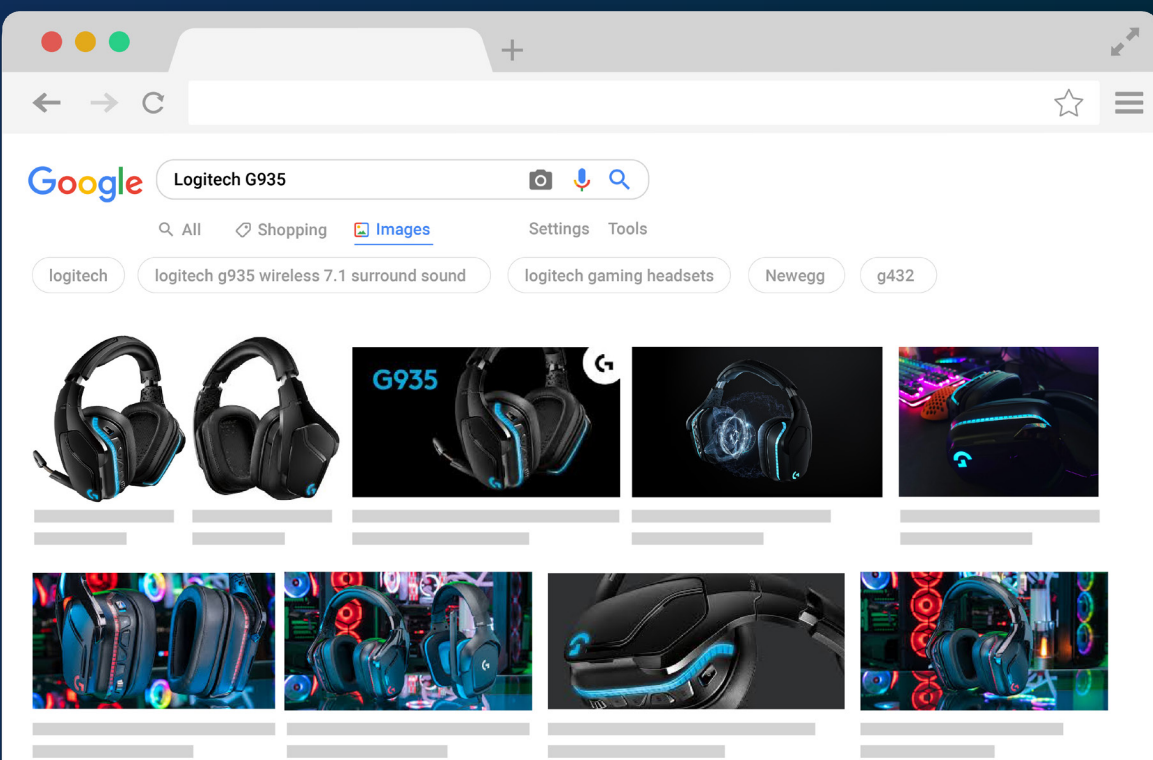 Google
Logitech G935
All Shopping Images Settings Tools
logitech logitech g935 wireless 7.1 surround sound logitech gaming headsets Newegg g432
G935